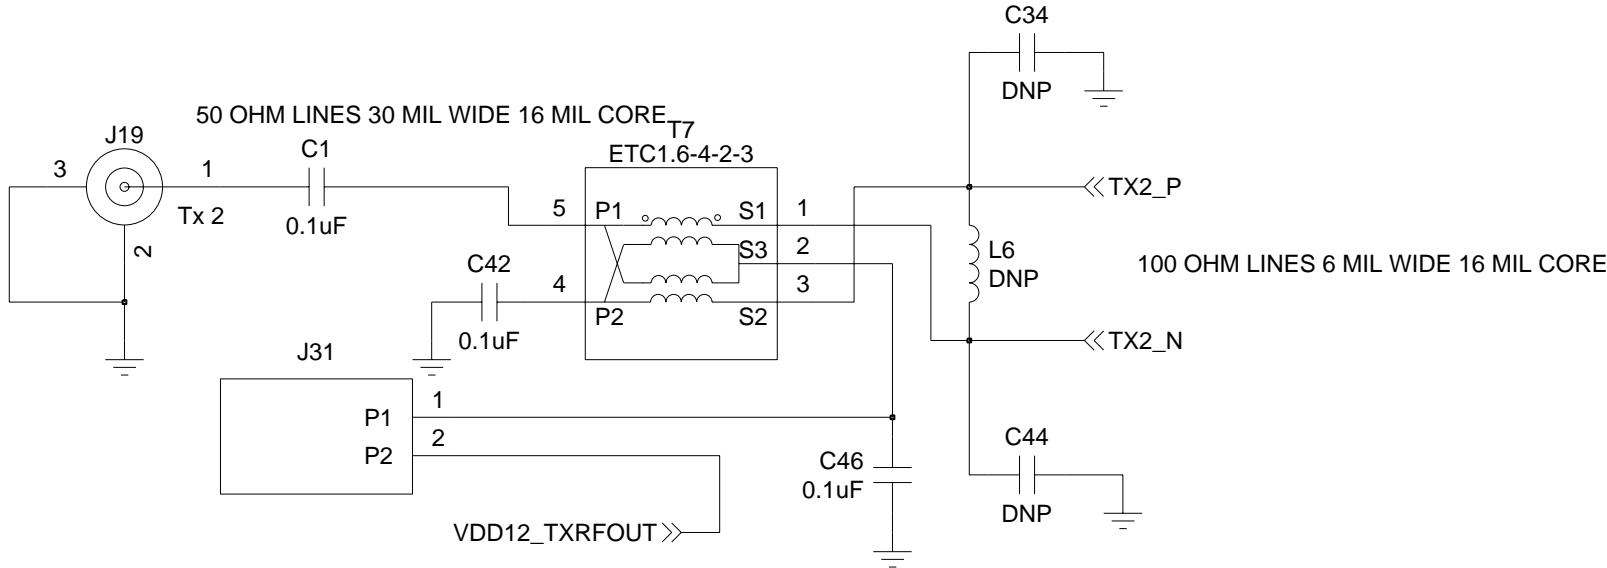 C34
DNP
50 OHM LINES 30 MIL WIDE 16 MIL CORE
T7
ETC1.6-4-2-3
J19
C1
3
1
Tx 2
0.1uF
2
TX2_P
5
P1
S1
1
S3
2
C42
4
P2
S2
3
0.1uF
L6
DNP
100 OHM LINES 6 MIL WIDE 16 MIL CORE
TX2_N
J31
P1
1
P2
2
C46
0.1uF
C44
DNP
VDD12_TXRFOUT